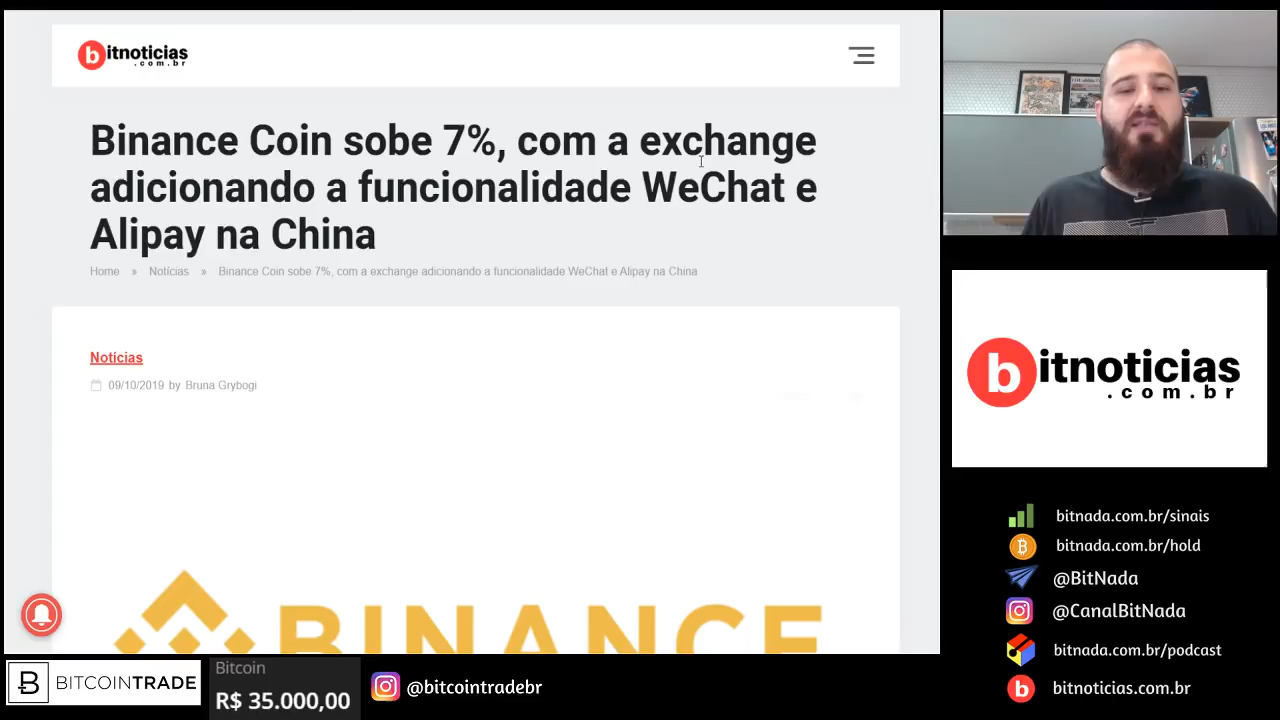 bitnoticias
.com.br
Binance Coin sobe 7%, com a exchange
adicionando a funcionalidade WeChat e
Alipay na China
Home » Notícias » Binance Coin sobe 7%, com a exchange adicionando a funcionalidade WeChat e Alipay na China
Notícias
09/10/2019 by Bruna Grybogi
BINANCE
bitnoticias
.com.br
bitnada.com.br/sinais
bitnada.com.br/hold
@BitNada
@CanalBitNada
bitnada.com.br/podcast
bitnoticias.com.br
BITCOINTRADE
Bitcoin
R$ 35.000,00
@bitcointradebr